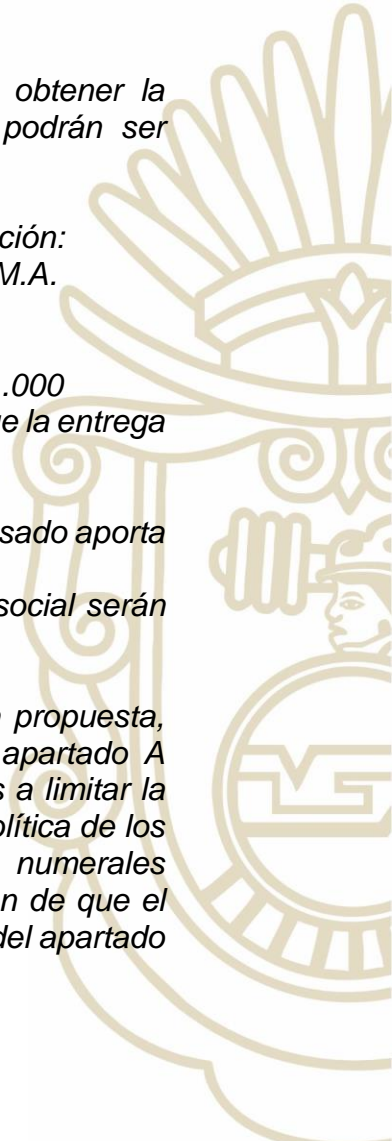 obtener la
podrán ser
ción:
M.A.
.000
e la entrega
sado aporta
social serán
propuesta,
apartado A
s a limitar la
olítica de los
numerales
n de que el
del apartado